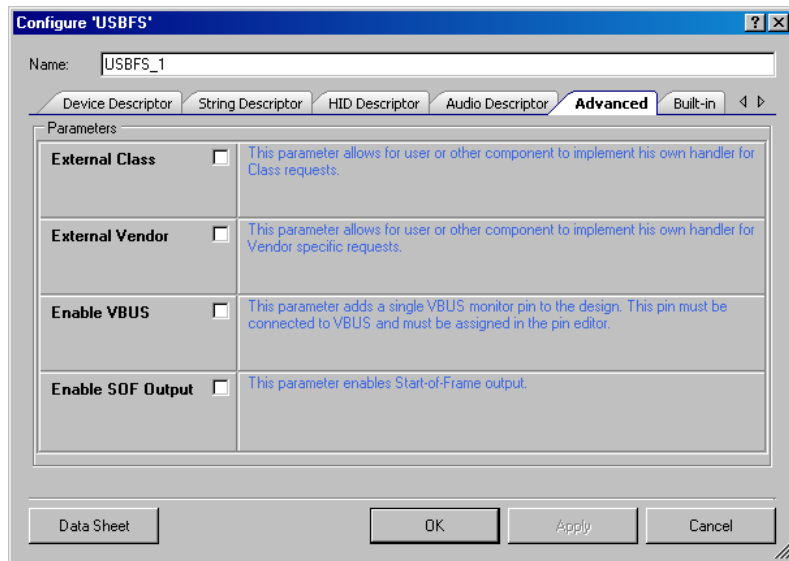 Configure 'USBFS'
Name: USBFS_1
Device Descriptor String Descriptor HID Descriptor Audio Descriptor Advanced Built-in
Parameters
External Class
This parameter allows for user or other component to implement his own handler for
Class requests.
External Vendor
This parameter allows for user or other component to implement his own handler for
Vendor specific requests.
Enable VBUS
This parameter adds a single VBUS monitor pin to the design. This pin must be
connected to VBUS and must be assigned in the pin editor.
Enable SOF Output
This parameter enables Start-of-Frame output.
Data Sheet OK Apply Cancel